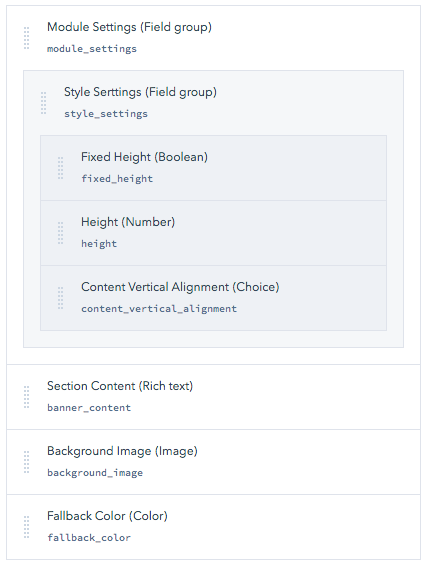 Module Settings (Field group)
module_settings
Style Serttings (Field group)
style_settings
Fixed Height (Boolean)
fixed_height
Height (Number)
height
Content Vertical Alignment (Choice)
content_vertical_alignment
Section Content (Rich text)
banner_content
Background Image (Image)
background_image
Fallback Color (Color)
fallback_color